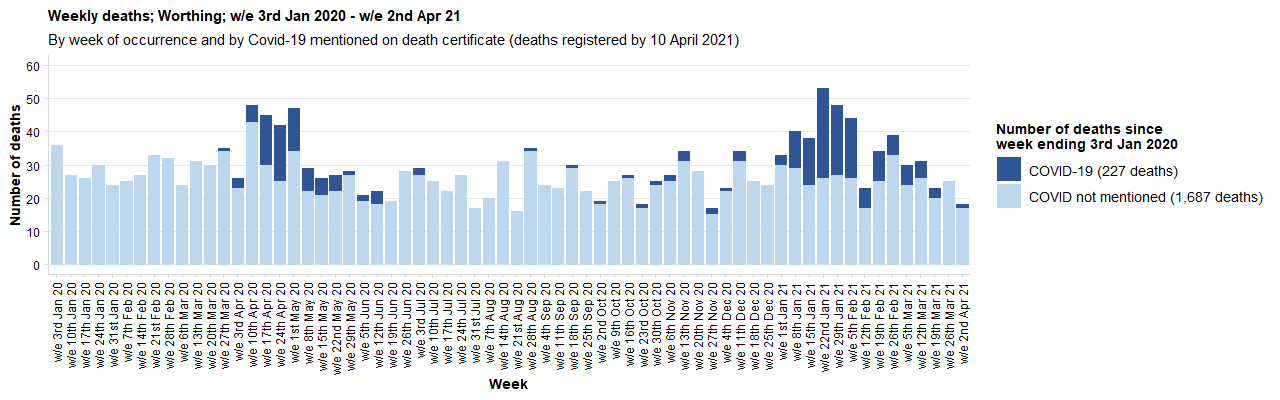 Weekly deaths; Worthing; w/e 3rd Jan 2020 - w/e 2nd Apr 21
By week of occurrence and by Covid-19 mentioned on death certificate (deaths registered by 10 April 2021)
Number of deaths
60
50
40
30
20
10
0
w/e 3rd Jan 20
w/e 10th Jan 20
w/e 17th Jan 20
w/e 24th Jan 20
w/e 31st Jan 20
w/e 7th Feb 20
w/e 14th Feb 20
w/e 21st Feb 20
w/e 28th Feb 20
w/e 6th Mar 20
w/e 13th Mar 20
w/e 20th Mar 20
w/e 27th Mar 20
w/e 3rd Apr 20
w/e 10th Apr 20
w/e 17th Apr 20
w/e 24th Apr 20
w/e 1st May 20
w/e 8th May 20
w/e 15th May 20
w/e 22nd May 20
w/e 29th May 20
w/e 5th Jun 20
w/e 12th Jun 20
w/e 19th Jun 20
w/e 26th Jun 20
w/e 3rd Jul 20
w/e 10th Jul 20
w/e 17th Jul 20
w/e 24th Jul 20
w/e 31st Jul 20
w/e 7th Aug 20
w/e 14th Aug 20
w/e 21st Aug 20
w/e 28th Aug 20
w/e 4th Sep 20
w/e 11th Sep 20
w/e 18th Sep 20
w/e 25th Sep 20
w/e 2nd Oct 20
w/e 9th Oct 20
w/e 16th Oct 20
w/e 23rd Oct 20
w/e 30th Oct 20
w/e 6th Nov 20
w/e 13th Nov 20
w/e 20th Nov 20
w/e 27th Nov 20
w/e 4th Dec 20
w/e 11th Dec 20
w/e 18th Dec 20
w/e 25th Dec 20
w/e 1st Jan 21
w/e 8th Jan 21
w/e 15th Jan 21
w/e 22nd Jan 21
w/e 29th Jan 21
w/e 5th Feb 21
w/e 12th Feb 21
w/e 19th Feb 21
w/e 26th Feb 21
w/e 5th Mar 21
w/e 12th Mar 21
w/e 19th Mar 21
w/e 26th Mar 21
w/e 2nd Apr 21
Week
Number of deaths since
week ending 3rd Jan 2020
COVID-19 (227 deaths)
COVID not mentioned (1,687 deaths)